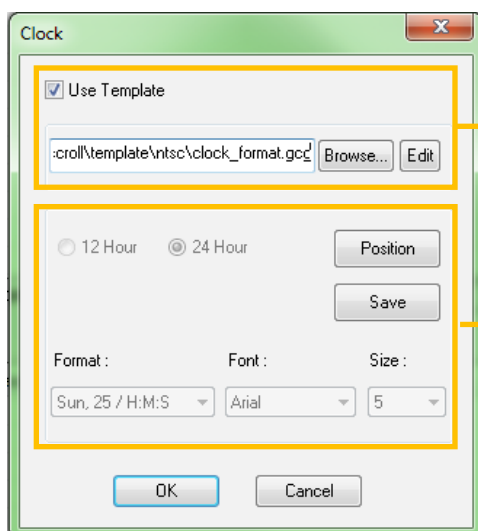 Clock
Use Template
:croll\template\ntsc\clock_format.gcc Browse... Edit
12 Hour 24 Hour Position
Save
Format : Font : Size :
Sun, 25 / H:M:S Arial 5
OK Cancel